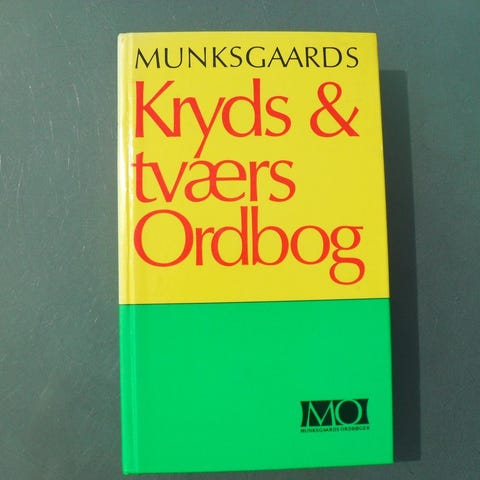 MUNKSGAARDS
Kryds &
tværs
Ordbog
MO
MUNKSGAARDS ORDBØGER